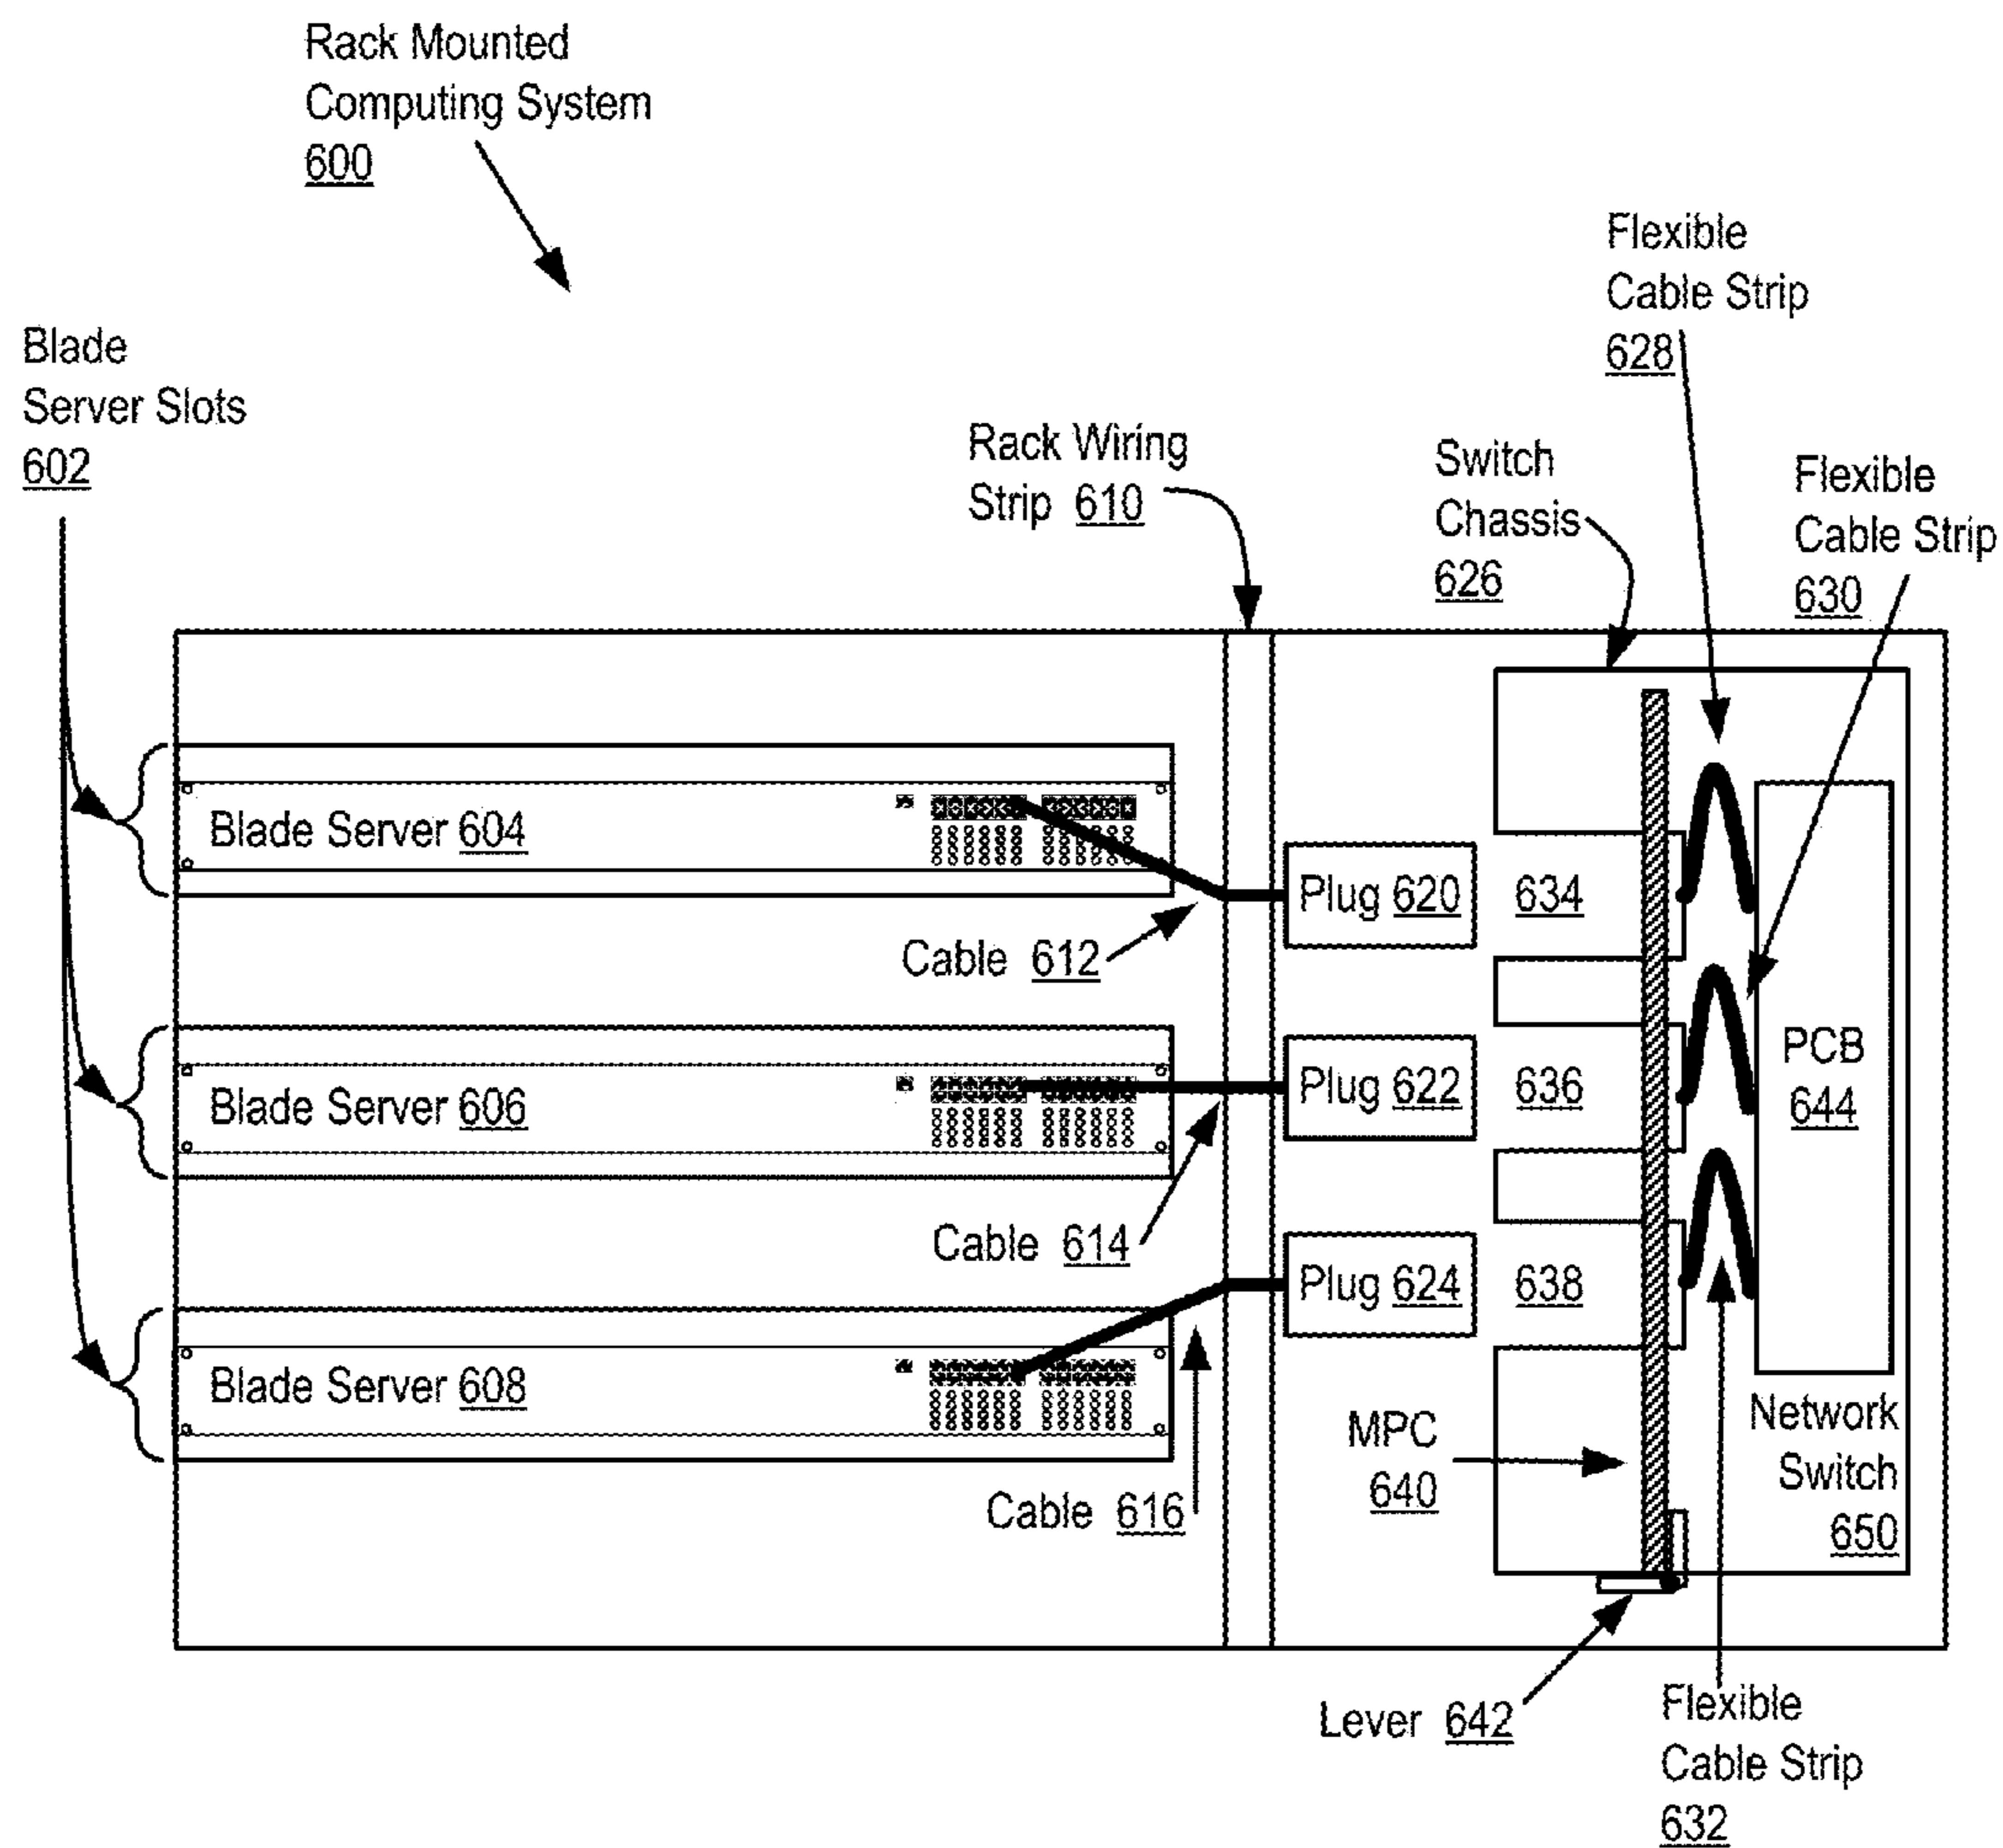 Rack Mounted
Computing System
600
Flexible
Cable Strip
628
Blade
Server Slots
602
Rack Wiring
Strip 610
Switch
Chassis
626
Flexible
Cable Strip
630
Blade Server 604
Plug 620
634
Cable 612
Blade Server 606
Plug 622
636
PCB
644
Cable 614
Plug 624
638
Blade Server 608
MPC
640
Network
Switch
650
Cable 616
Lever 642
Flexible
Cable Strip
632